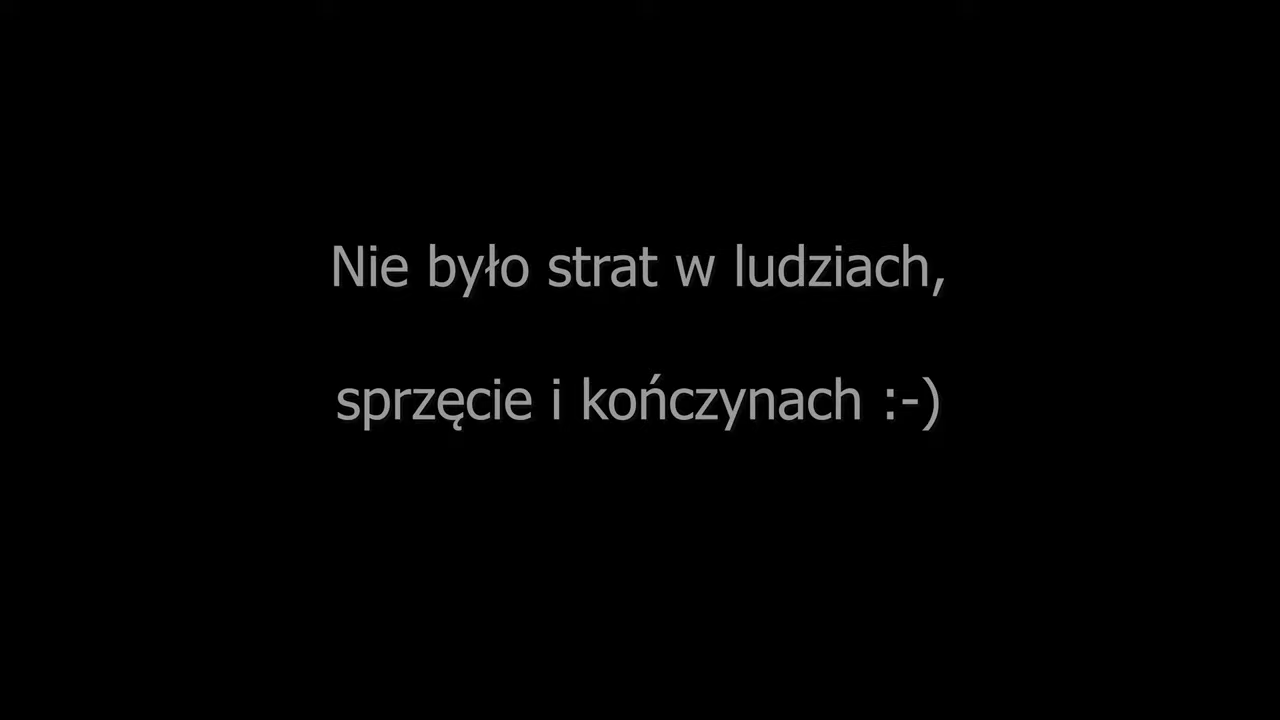 Nie było strat w ludziach,
sprzęcie i kończynach :-)